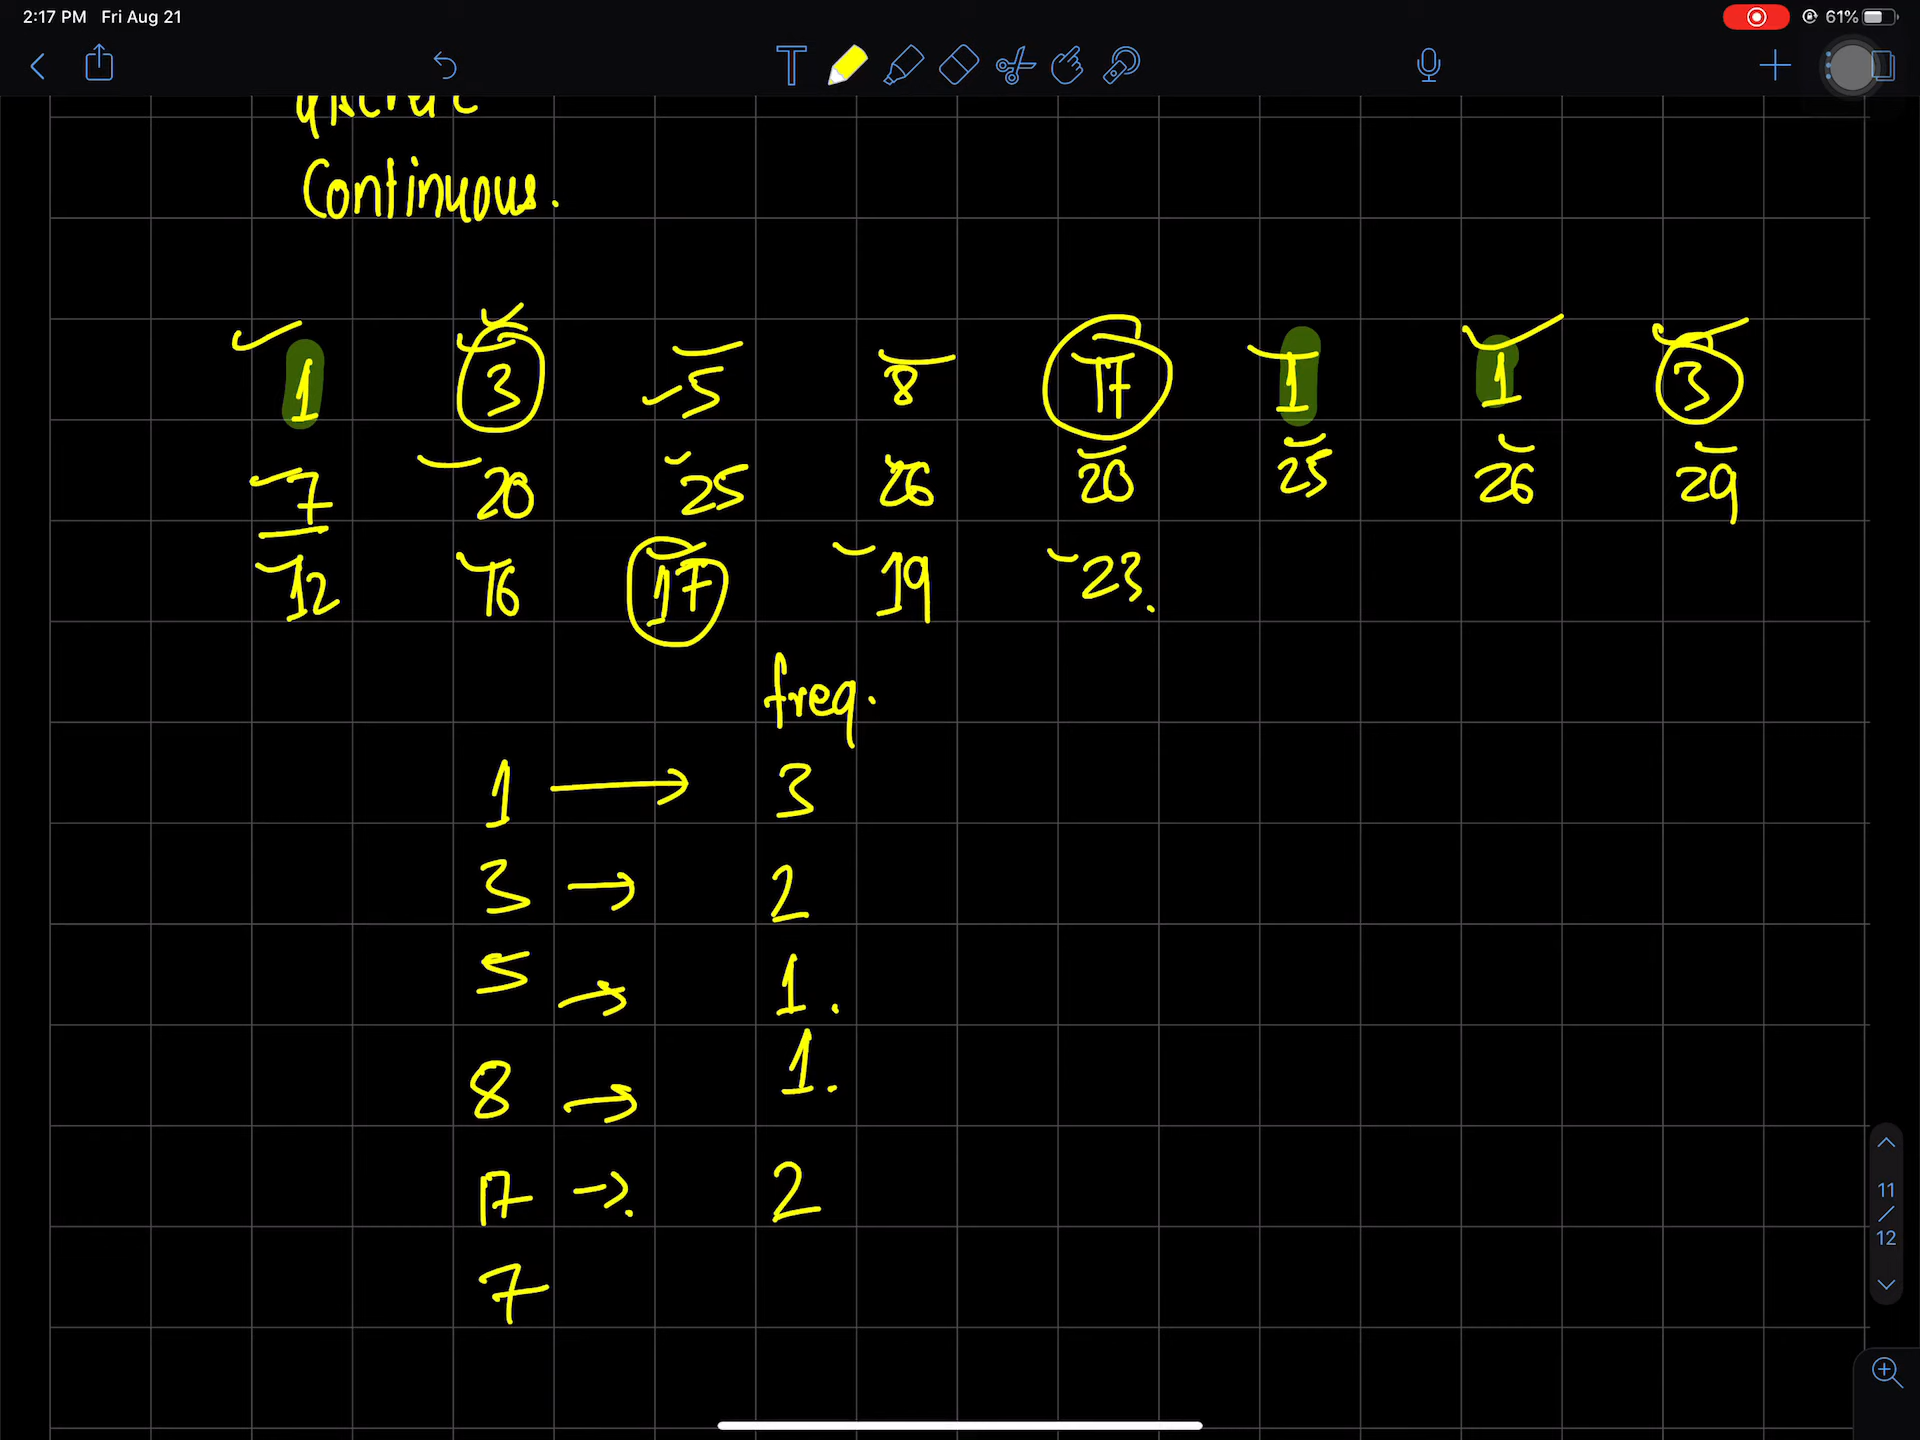 2:17 PM Fri Aug 21 61%
Continuous.
1 3 5 8 17 1 1 3
7 20 25 26 20 25 26 29
12 16 17 19 23.
freq.
1 → 3
3 → 2
5 → 1.
8 → 1.
17 → 2
7
11
/
12